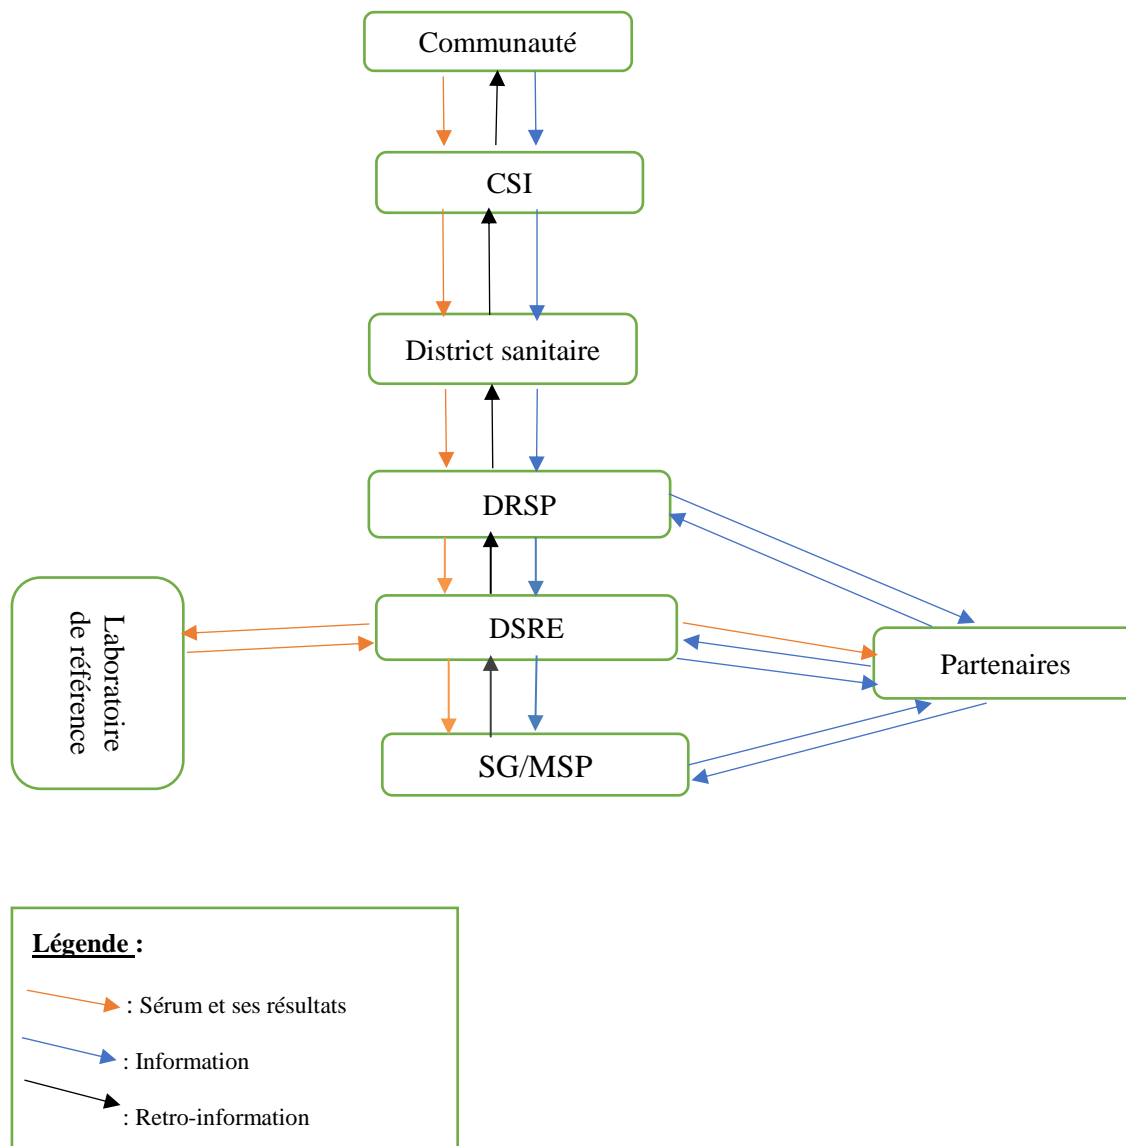 Communauté
CSI
District sanitaire
DRSP
DSRE
Laboratoire
de référence
Partenaires
SG/MSP
Légende :
: Sérum et ses résultats
: Information
: Retro-information